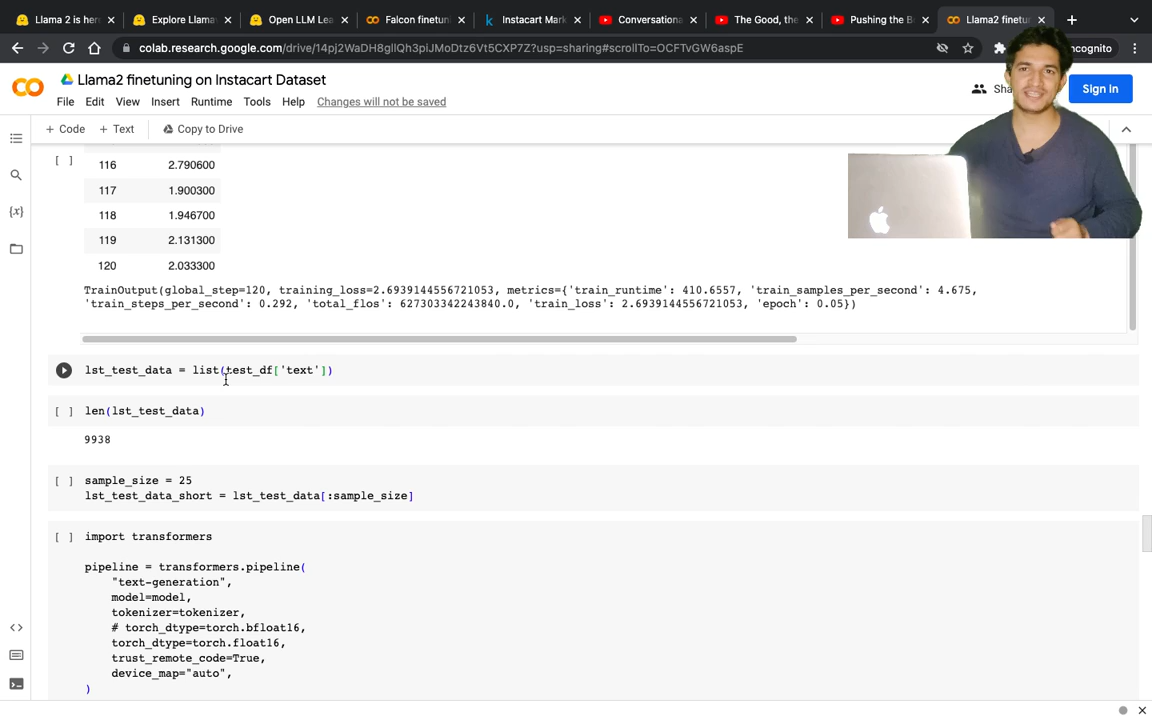 Llama 2 is her
Explore Llama
Open LLM Lea
Falcon finetun
Instacart Mark
Conversationa
The Good, the
Pushing the B
Llama2 finetu
colab.research.google.com/drive/14pj2WaDH8gllQh3piJMoDtz6Vt5CXP7Z?usp=sharing#scrollTo=OCFTvGW6aspE
cognito
Llama2 finetuning on Instacart Dataset
File Edit View Insert Runtime Tools Help Changes will not be saved
Sha
Sign in
+ Code + Text Copy to Drive
[ ] 116 2.790600
117 1.900300
118 1.946700
119 2.131300
120 2.033300
TrainOutput(global_step=120, training_loss=2.6939144556721053, metrics={'train_runtime': 410.6557, 'train_samples_per_second': 4.675,
'train_steps_per_second': 0.292, 'total_flos': 627303342243840.0, 'train_loss': 2.6939144556721053, 'epoch': 0.05})
lst_test_data = list(test_df['text'])
[ ] len(lst_test_data)
9938
[ ] sample_size = 25
lst_test_data_short = lst_test_data[:sample_size]
[ ] import transformers
pipeline = transformers.pipeline(
"text-generation",
model=model,
tokenizer=tokenizer,
# torch_dtype=torch.bfloat16,
torch_dtype=torch.float16,
trust_remote_code=True,
device_map="auto",
)